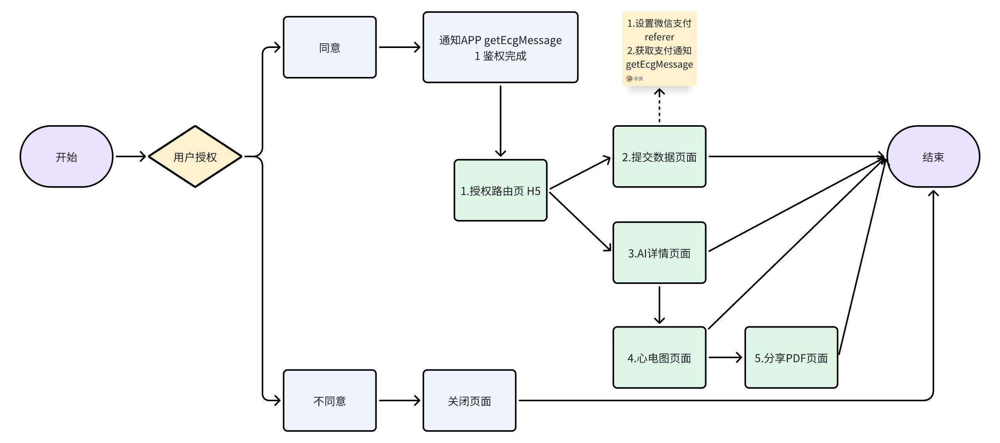 同意
通知APP getEcgMessage
1 鉴权完成
1.设置微信支付
referer
2.获取支付通知
getEcgMessage
李亮
开始
用户授权
1.授权路由页 H5
2.提交数据页面
结束
3.AI详情页面
4.心电图页面
5.分享PDF页面
不同意
关闭页面